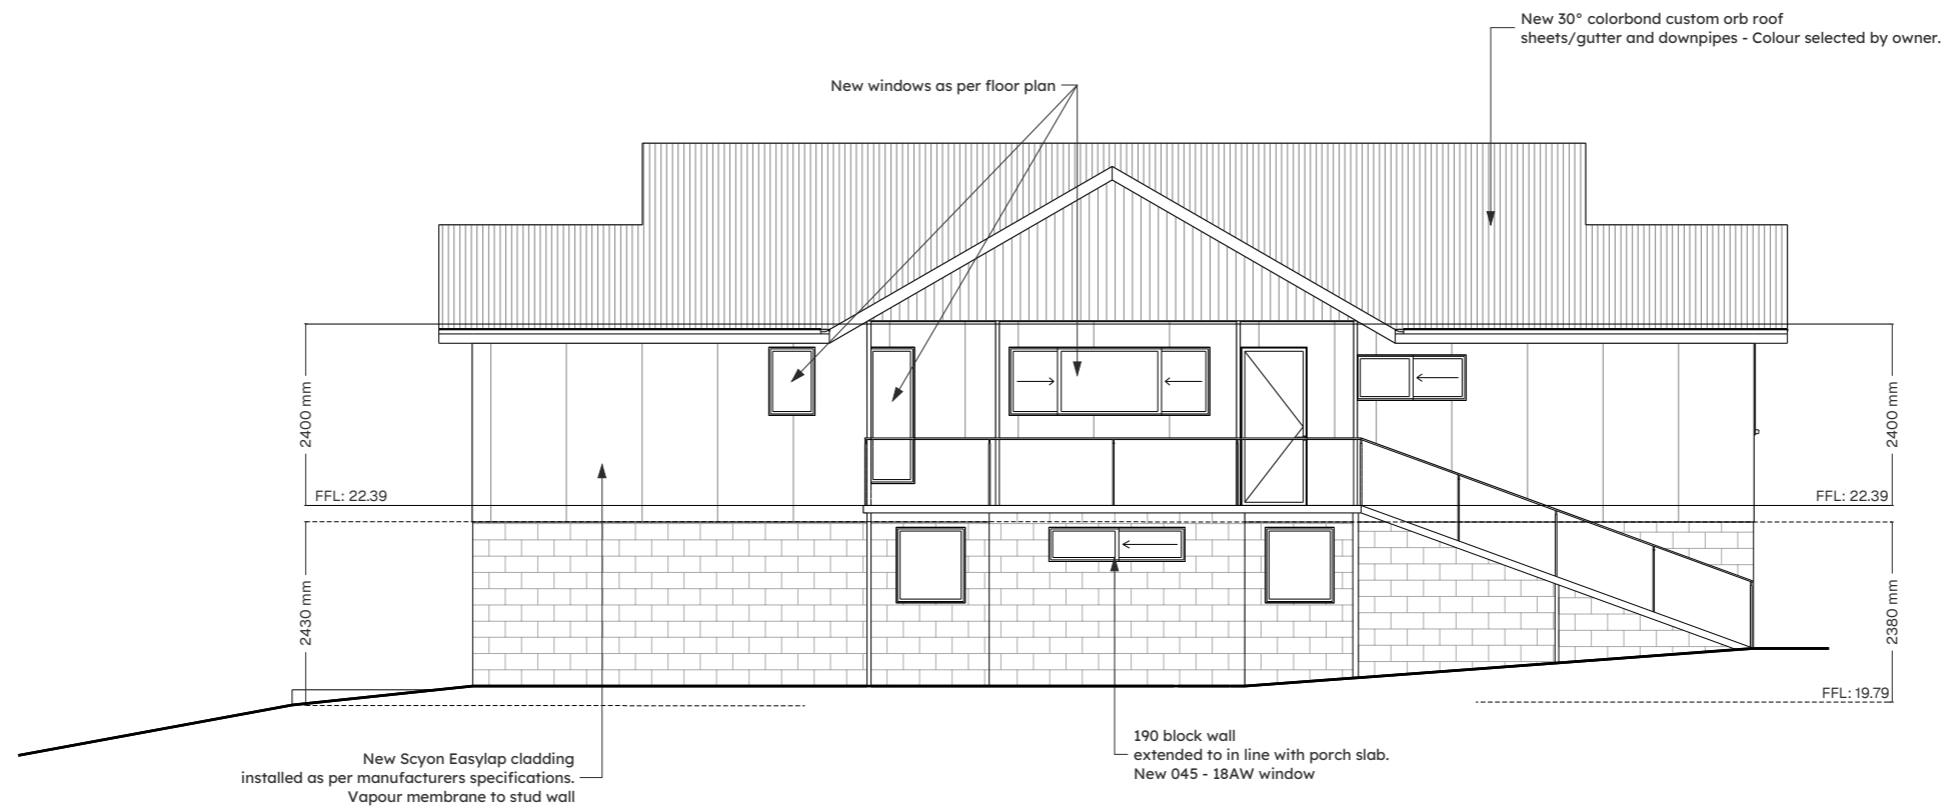 New 30° colorbond custom orb roof
sheets/gutter and downpipes - Colour selected by owner.
New windows as per floor plan
2400 mm
2400 mm
FFL: 22.39
FFL: 22.39
2430 mm
2380 mm
FFL: 19.79
New Scyon Easylap cladding
installed as per manufacturers specifications.
Vapour membrane to stud wall
190 block wall
extended to in line with porch slab.
New 045 - 18AW window